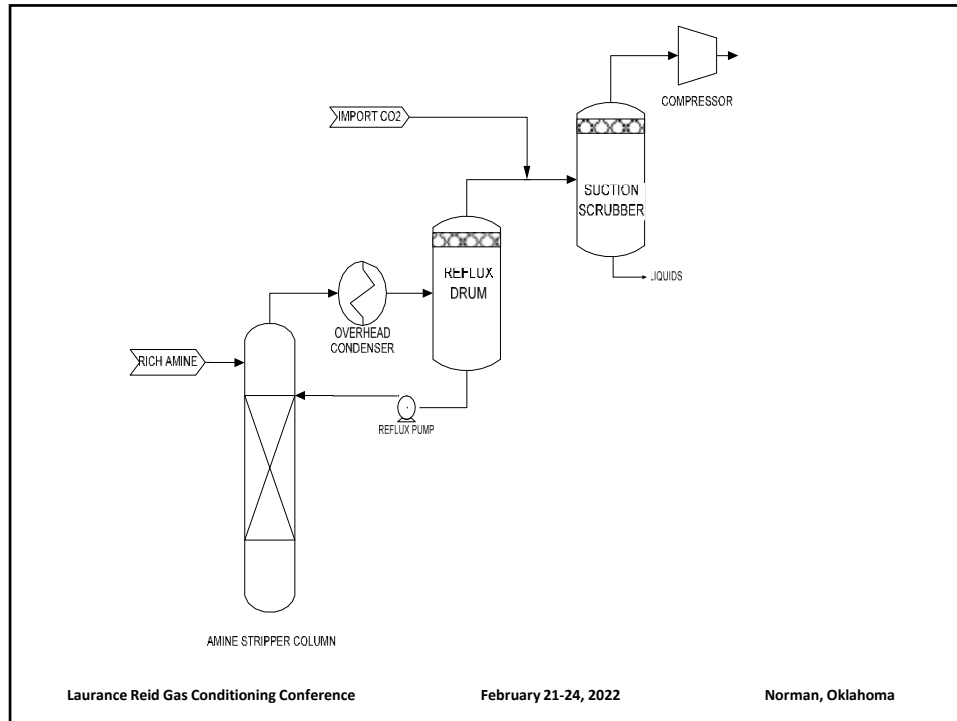 COMPRESSOR
IMPORT CO2
SUCTION
SCRUBBER
REFLUX
DRUM
LIQUIDS
OVERHEAD
CONDENSER
RICH AMINE
REFLUX PUMP
AMINE STRIPPER COLUMN
Laurance Reid Gas Conditioning Conference February 21-24, 2022 Norman, Oklahoma